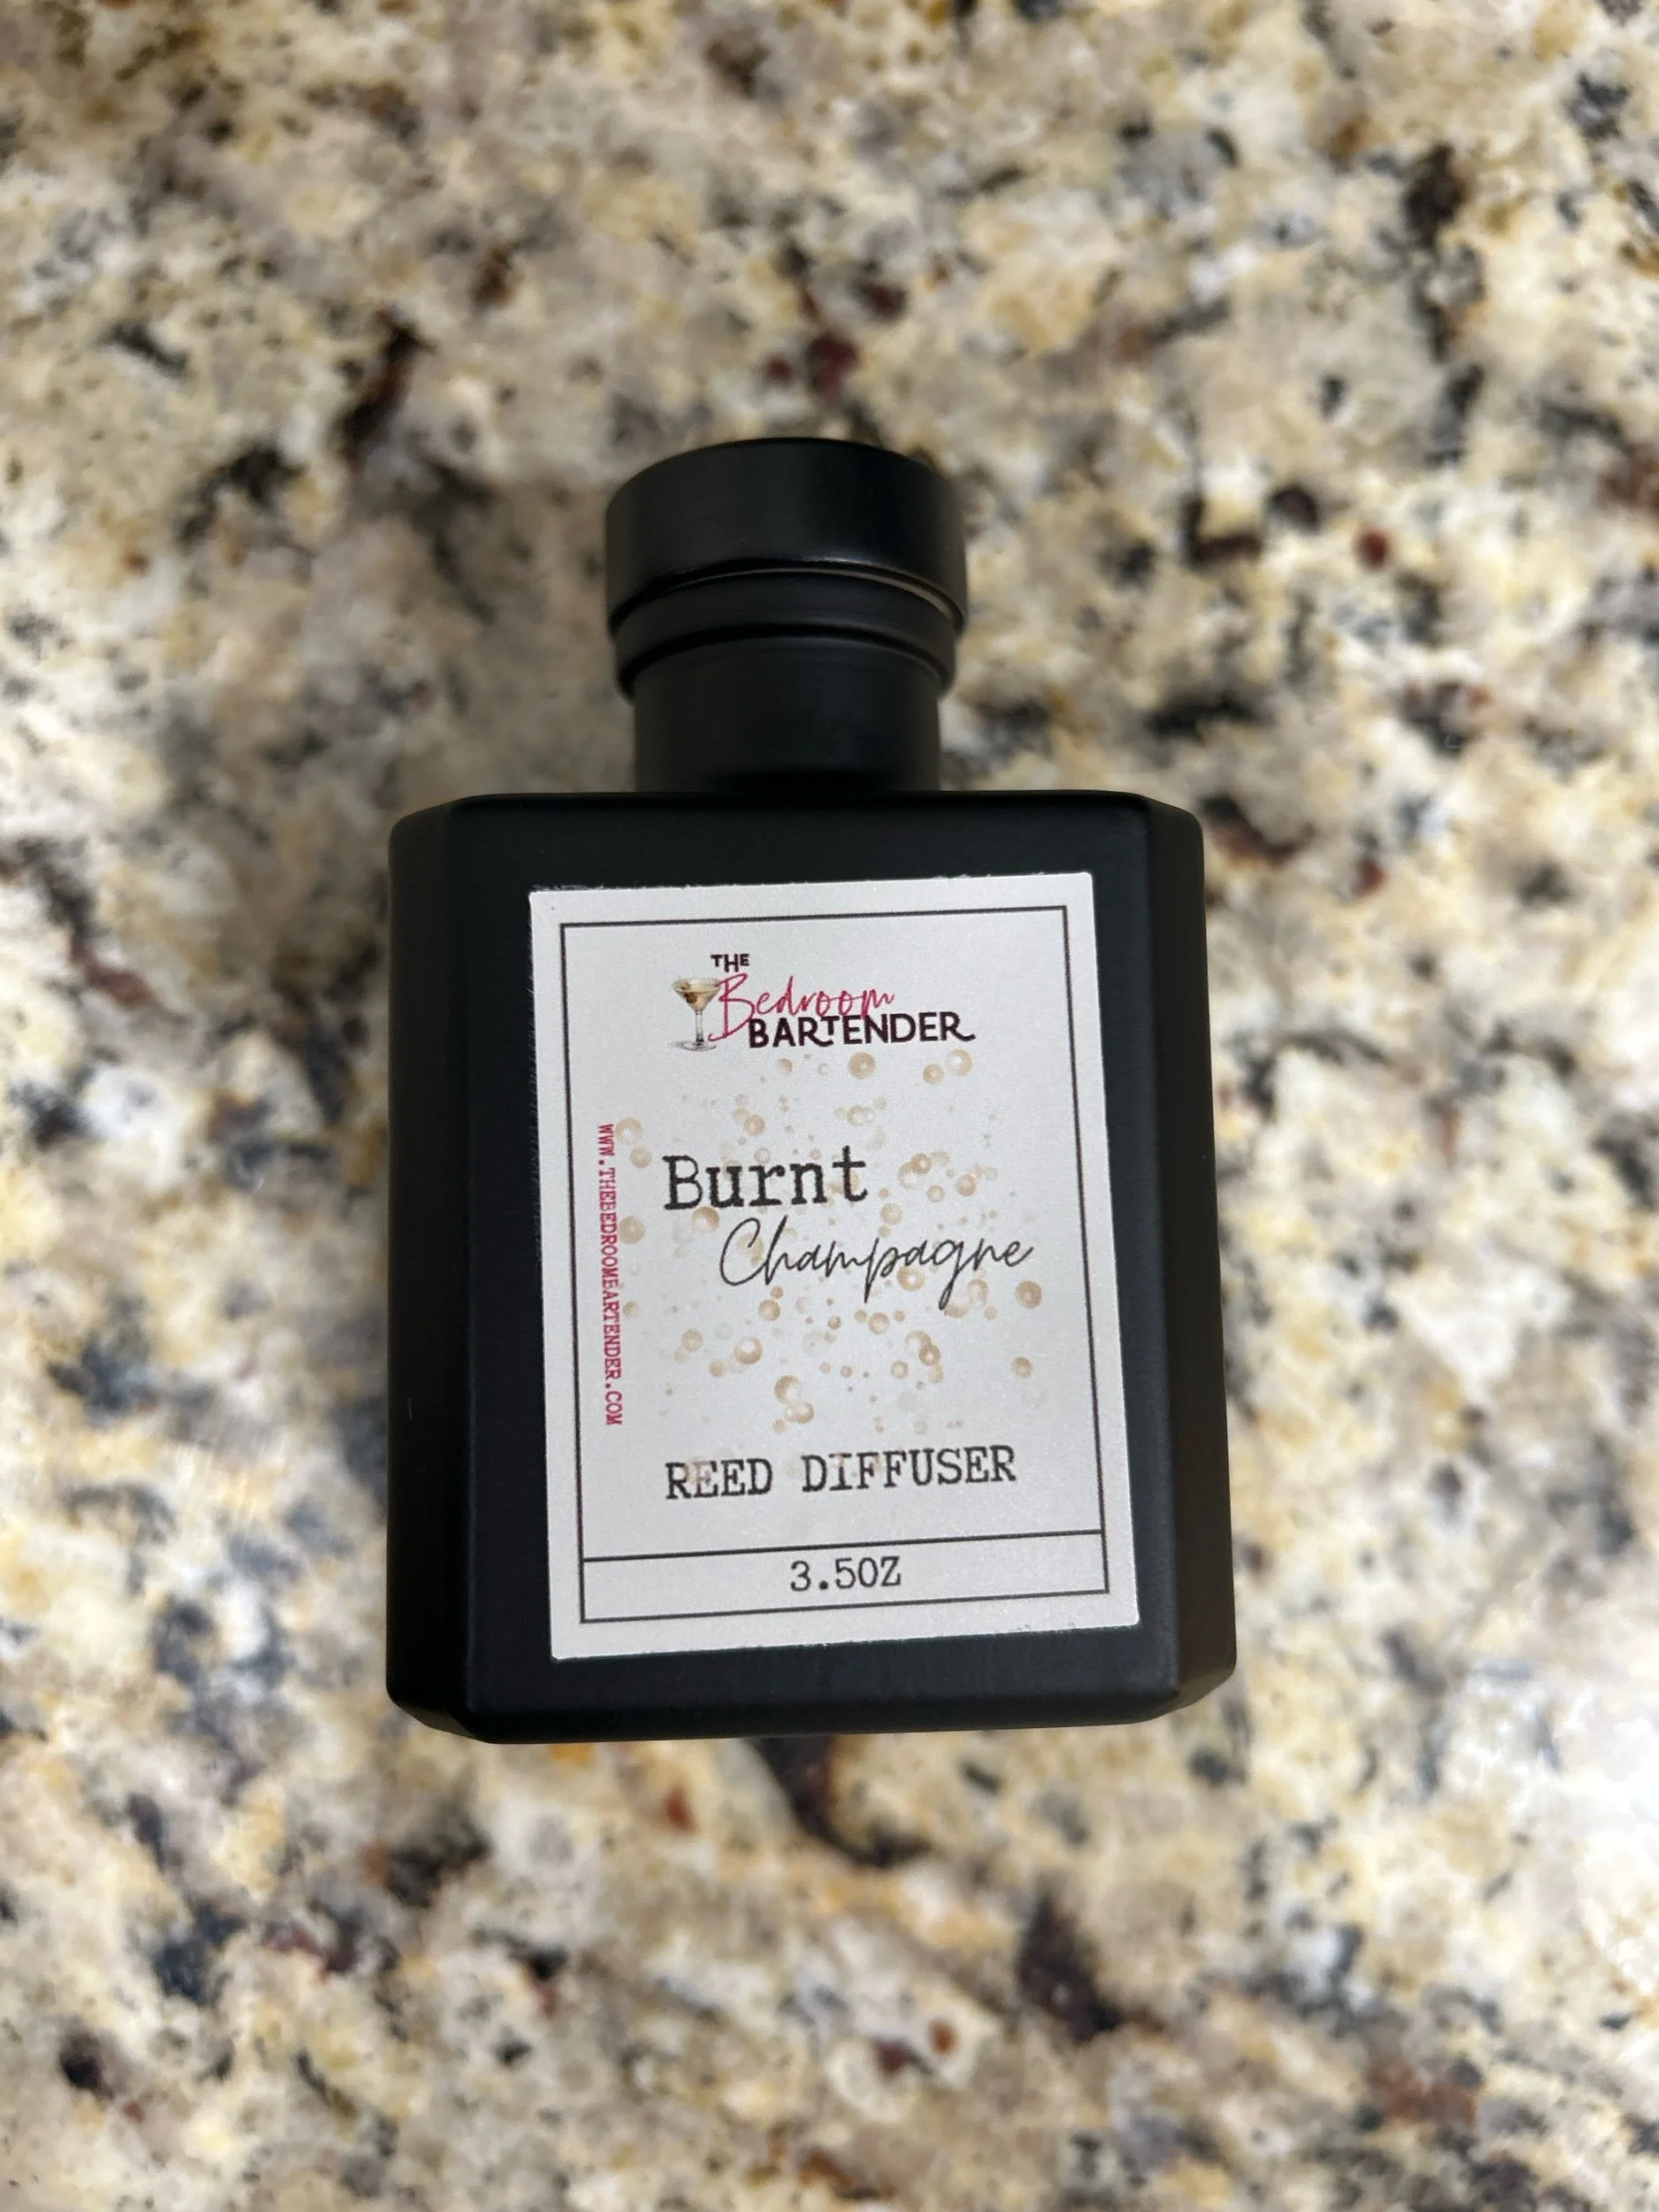 THE
Bedroom
BARTENDER
Burnt
Champagne
WWW.THEBEDROOMBARTENDER.COM
REED DIFFUSER
3.5OZ